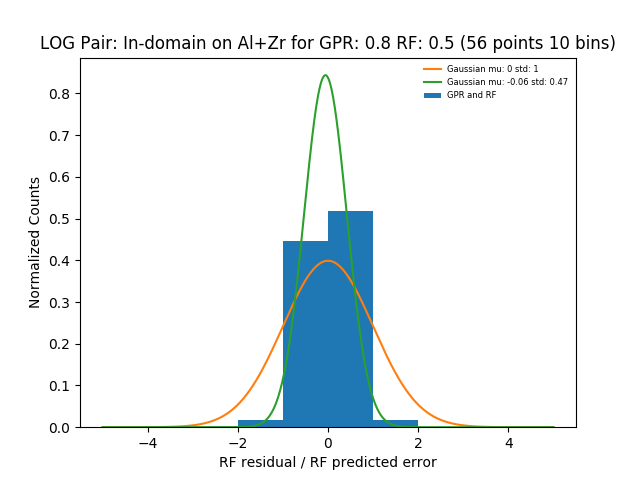 LOG Pair: In-domain on Al+Zr for GPR: 0.8 RF: 0.5 (56 points 10 bins)
Gaussian mu: 0 std: 1
Gaussian mu: -0.06 std: 0.47
GPR and RF
Normalized Counts
0.8
0.7
0.6
0.5
0.4
0.3
0.2
0.1
0.0
−4 −2 0 2 4
RF residual / RF predicted error